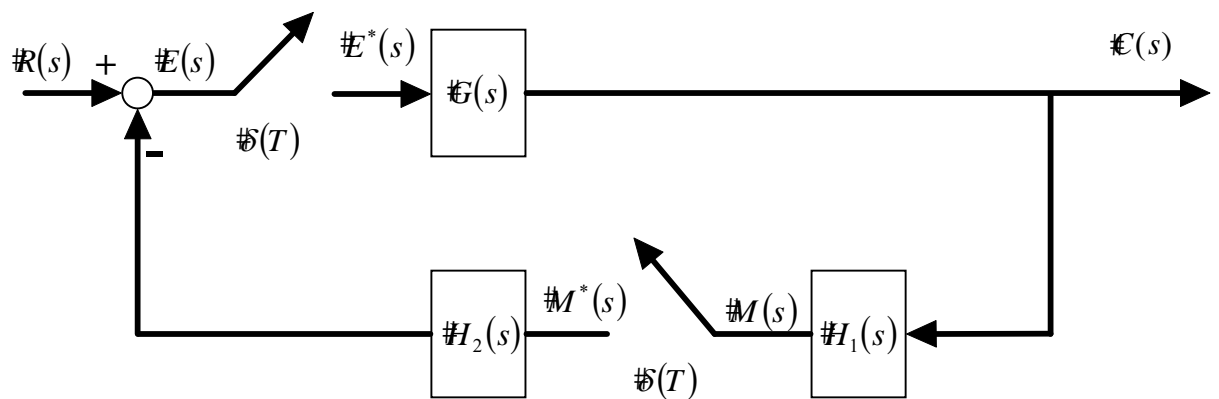 R(s)
+
E(s)
E*(s)
G(s)
C(s)
δ(T)
-
H₂(s)
M*(s)
M(s)
H₁(s)
δ(T)